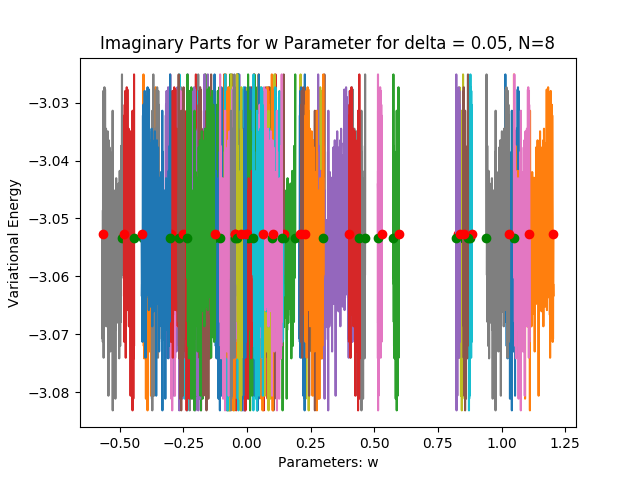 Imaginary Parts for w Parameter for delta = 0.05, N=8
−3.03
−3.04
−3.05
−3.06
−3.07
−3.08
Variational Energy
−0.50 −0.25 0.00 0.25 0.50 0.75 1.00 1.25
Parameters: w